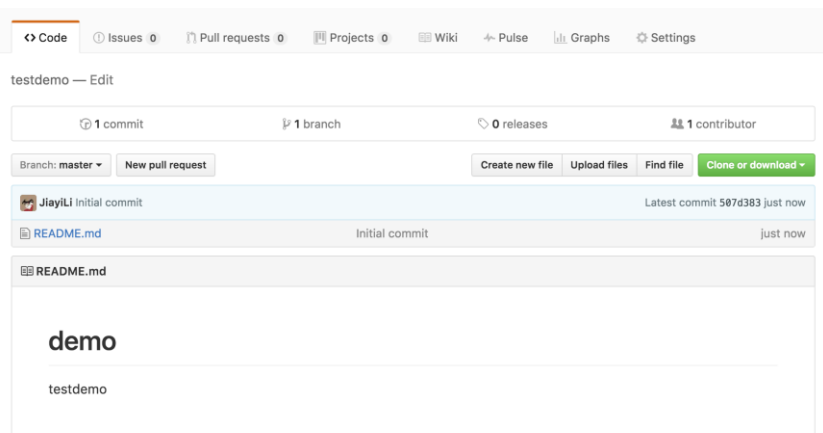 Code Issues 0 Pull requests 0 Projects 0 Wiki Pulse Graphs Settings
testdemo — Edit
1 commit 1 branch 0 releases 1 contributor
Branch: master New pull request Create new file Upload files Find file Clone or download
JiayiLi Initial commit Latest commit 507d383 just now
README.md Initial commit just now
README.md
demo
testdemo